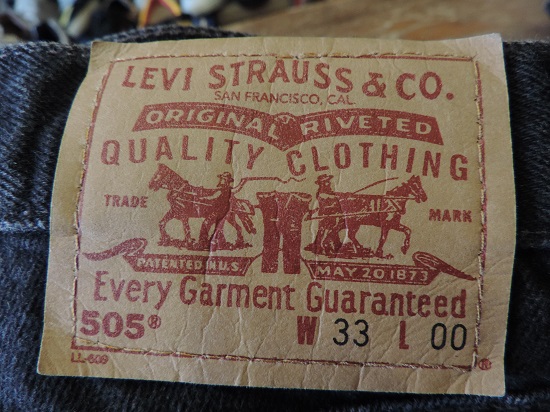 LEVI STRAUSS & CO.
SAN FRANCISCO, CAL.
ORIGINAL RIVETED
QUALITY CLOTHING
TRADE MARK
PATENTED IN U.S. MAY 20 1873
Every Garment Guaranteed
505® W 33 L 00
LL-609 ®